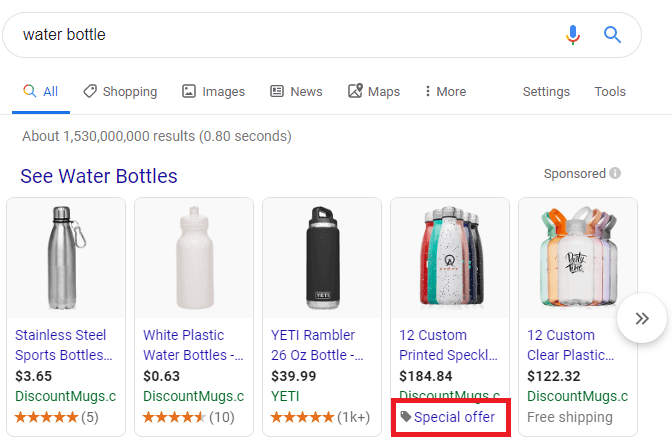 water bottle
All
Shopping
Images
News
Maps
More
Settings
Tools
About 1,530,000,000 results (0.80 seconds)
See Water Bottles
Sponsored
Stainless Steel
Sports Bottles...
$3.65
DiscountMugs.c
(5)
White Plastic
Water Bottles -...
$0.63
DiscountMugs.c
(10)
YETI
YETI Rambler
26 Oz Bottle -...
$39.99
YETI
(1k+)
12 Custom
Printed Speckl...
$184.84
DiscountMugs.c
Special offer
Party
Time
12 Custom
Clear Plastic...
$122.32
DiscountMugs.c
Free shipping